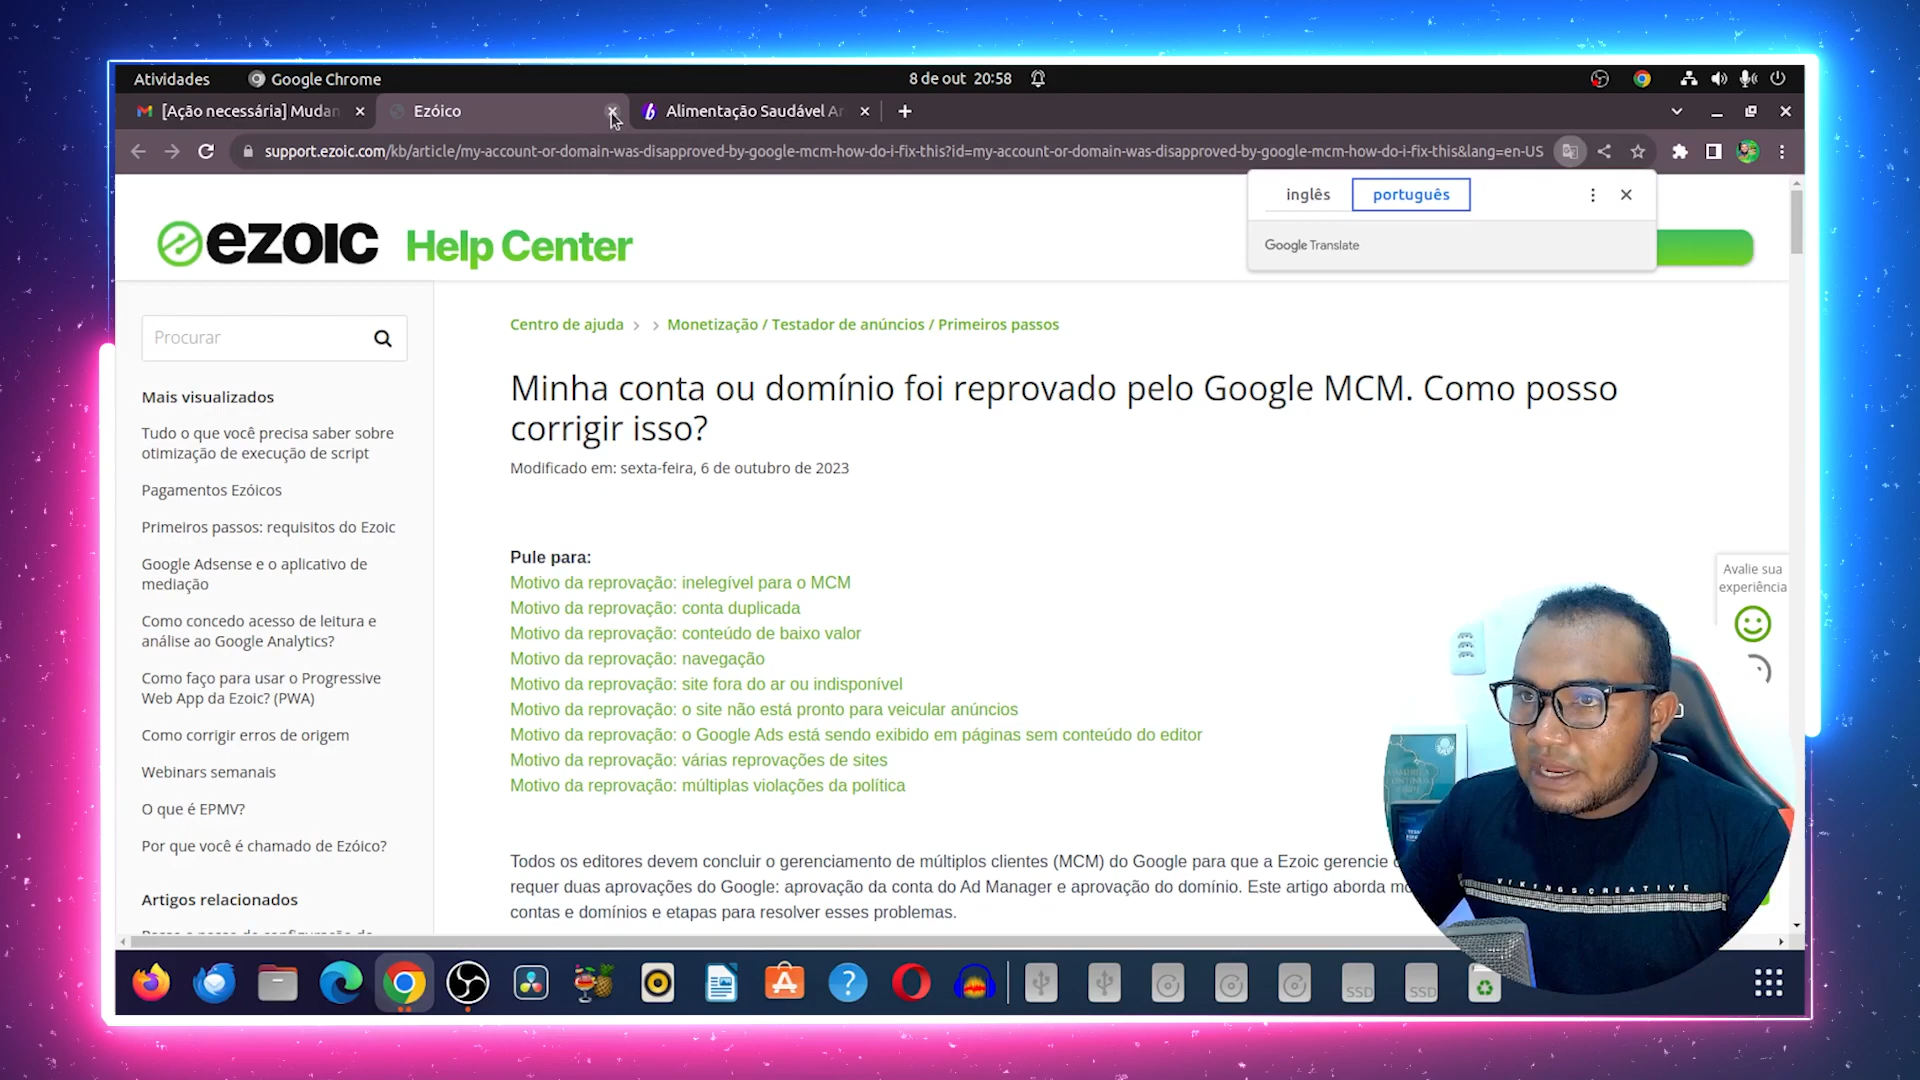 Atividades
Google Chrome
8 de out 20:58
[Ação necessária] Mudan
Ezóico
Alimentação Saudável Ar
support.ezoic.com/kb/article/my-account-or-domain-was-disapproved-by-google-mcm-how-do-i-fix-this?id=my-account-or-domain-was-disapproved-by-google-mcm-how-do-i-fix-this&lang=en-US
inglês
português
Google Translate
ezoic Help Center
Procurar
Mais visualizados
Tudo o que você precisa saber sobre
otimização de execução de script
Pagamentos Ezóicos
Primeiros passos: requisitos do Ezoic
Google Adsense e o aplicativo de
mediação
Como concedo acesso de leitura e
análise ao Google Analytics?
Como faço para usar o Progressive
Web App da Ezoic? (PWA)
Como corrigir erros de origem
Webinars semanais
O que é EPMV?
Por que você é chamado de Ezóico?
Artigos relacionados
Centro de ajuda > > Monetização / Testador de anúncios / Primeiros passos
Minha conta ou domínio foi reprovado pelo Google MCM. Como posso
corrigir isso?
Modificado em: sexta-feira, 6 de outubro de 2023
Pule para:
Motivo da reprovação: inelegível para o MCM
Motivo da reprovação: conta duplicada
Motivo da reprovação: conteúdo de baixo valor
Motivo da reprovação: navegação
Motivo da reprovação: site fora do ar ou indisponível
Motivo da reprovação: o site não está pronto para veicular anúncios
Motivo da reprovação: o Google Ads está sendo exibido em páginas sem conteúdo do editor
Motivo da reprovação: várias reprovações de sites
Motivo da reprovação: múltiplas violações da política
Todos os editores devem concluir o gerenciamento de múltiplos clientes (MCM) do Google para que a Ezoic gerencie
requer duas aprovações do Google: aprovação da conta do Ad Manager e aprovação do domínio. Este artigo aborda
contas e domínios e etapas para resolver esses problemas.
Avalie sua
experiência
VIKINGS CREATIVE
SSD
SSD